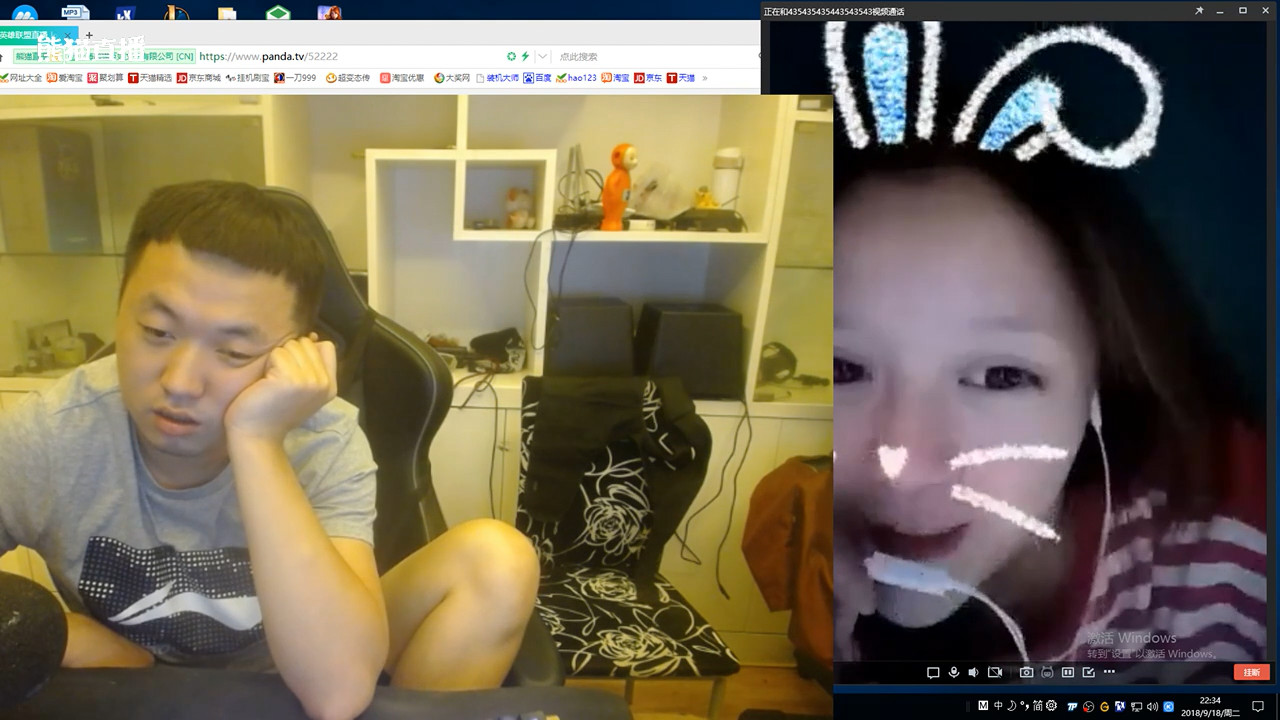 MP3
正在和435435435443543543视频通话
英雄联盟直播
熊猫直播
有限公司 [CN]
https://www.panda.tv/52222
点此搜索
网址大全
爱淘宝
聚划算
天猫精选
京东商城
挂机刷宝
一刀999
超变态传
淘宝优惠
大奖网
装机大师
百度
hao123
淘宝
京东
天猫
»
激活 Windows
转到"设置"以激活 Windows。
挂断
M 中 简
22:34
2018/9/18/周二